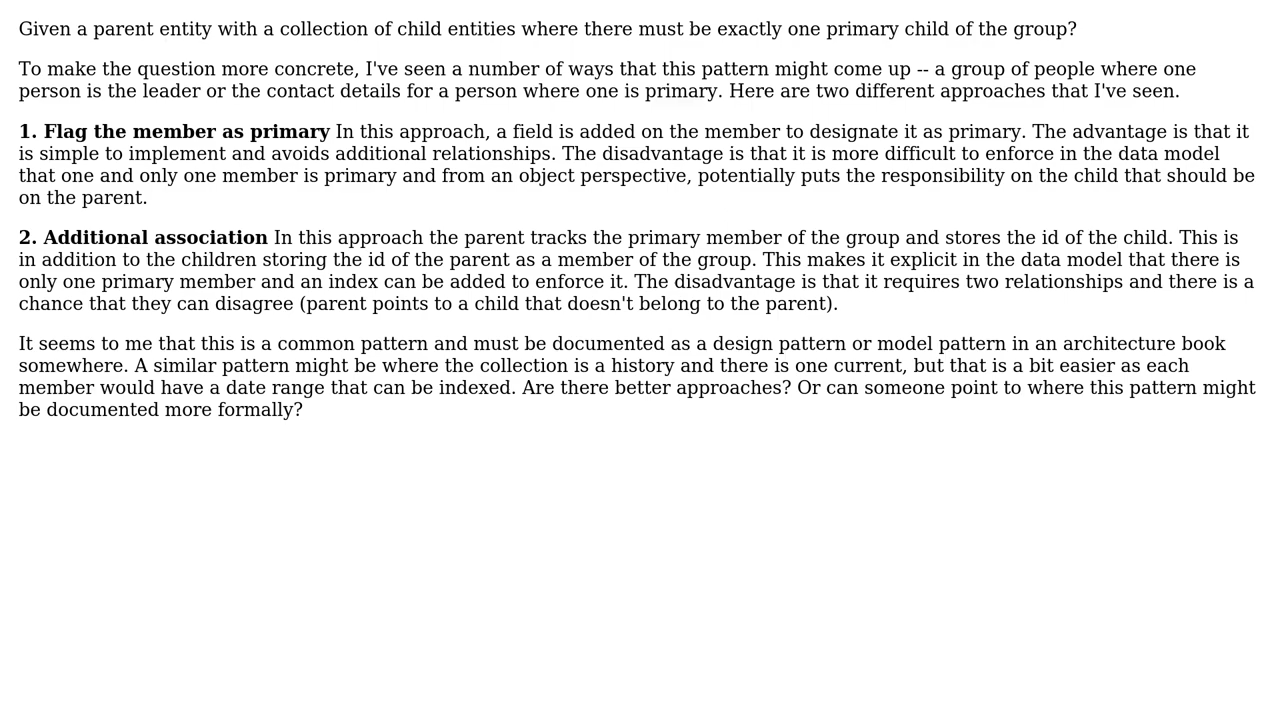 Given a parent entity with a collection of child entities where there must be exactly one primary child of the group?
To make the question more concrete, I've seen a number of ways that this pattern might come up -- a group of people where one
person is the leader or the contact details for a person where one is primary. Here are two different approaches that I've seen.
1. Flag the member as primary In this approach, a field is added on the member to designate it as primary. The advantage is that it
is simple to implement and avoids additional relationships. The disadvantage is that it is more difficult to enforce in the data model
that one and only one member is primary and from an object perspective, potentially puts the responsibility on the child that should be
on the parent.
2. Additional association In this approach the parent tracks the primary member of the group and stores the id of the child. This is
in addition to the children storing the id of the parent as a member of the group. This makes it explicit in the data model that there is
only one primary member and an index can be added to enforce it. The disadvantage is that it requires two relationships and there is a
chance that they can disagree (parent points to a child that doesn't belong to the parent).
It seems to me that this is a common pattern and must be documented as a design pattern or model pattern in an architecture book
somewhere. A similar pattern might be where the collection is a history and there is one current, but that is a bit easier as each
member would have a date range that can be indexed. Are there better approaches? Or can someone point to where this pattern might
be documented more formally?